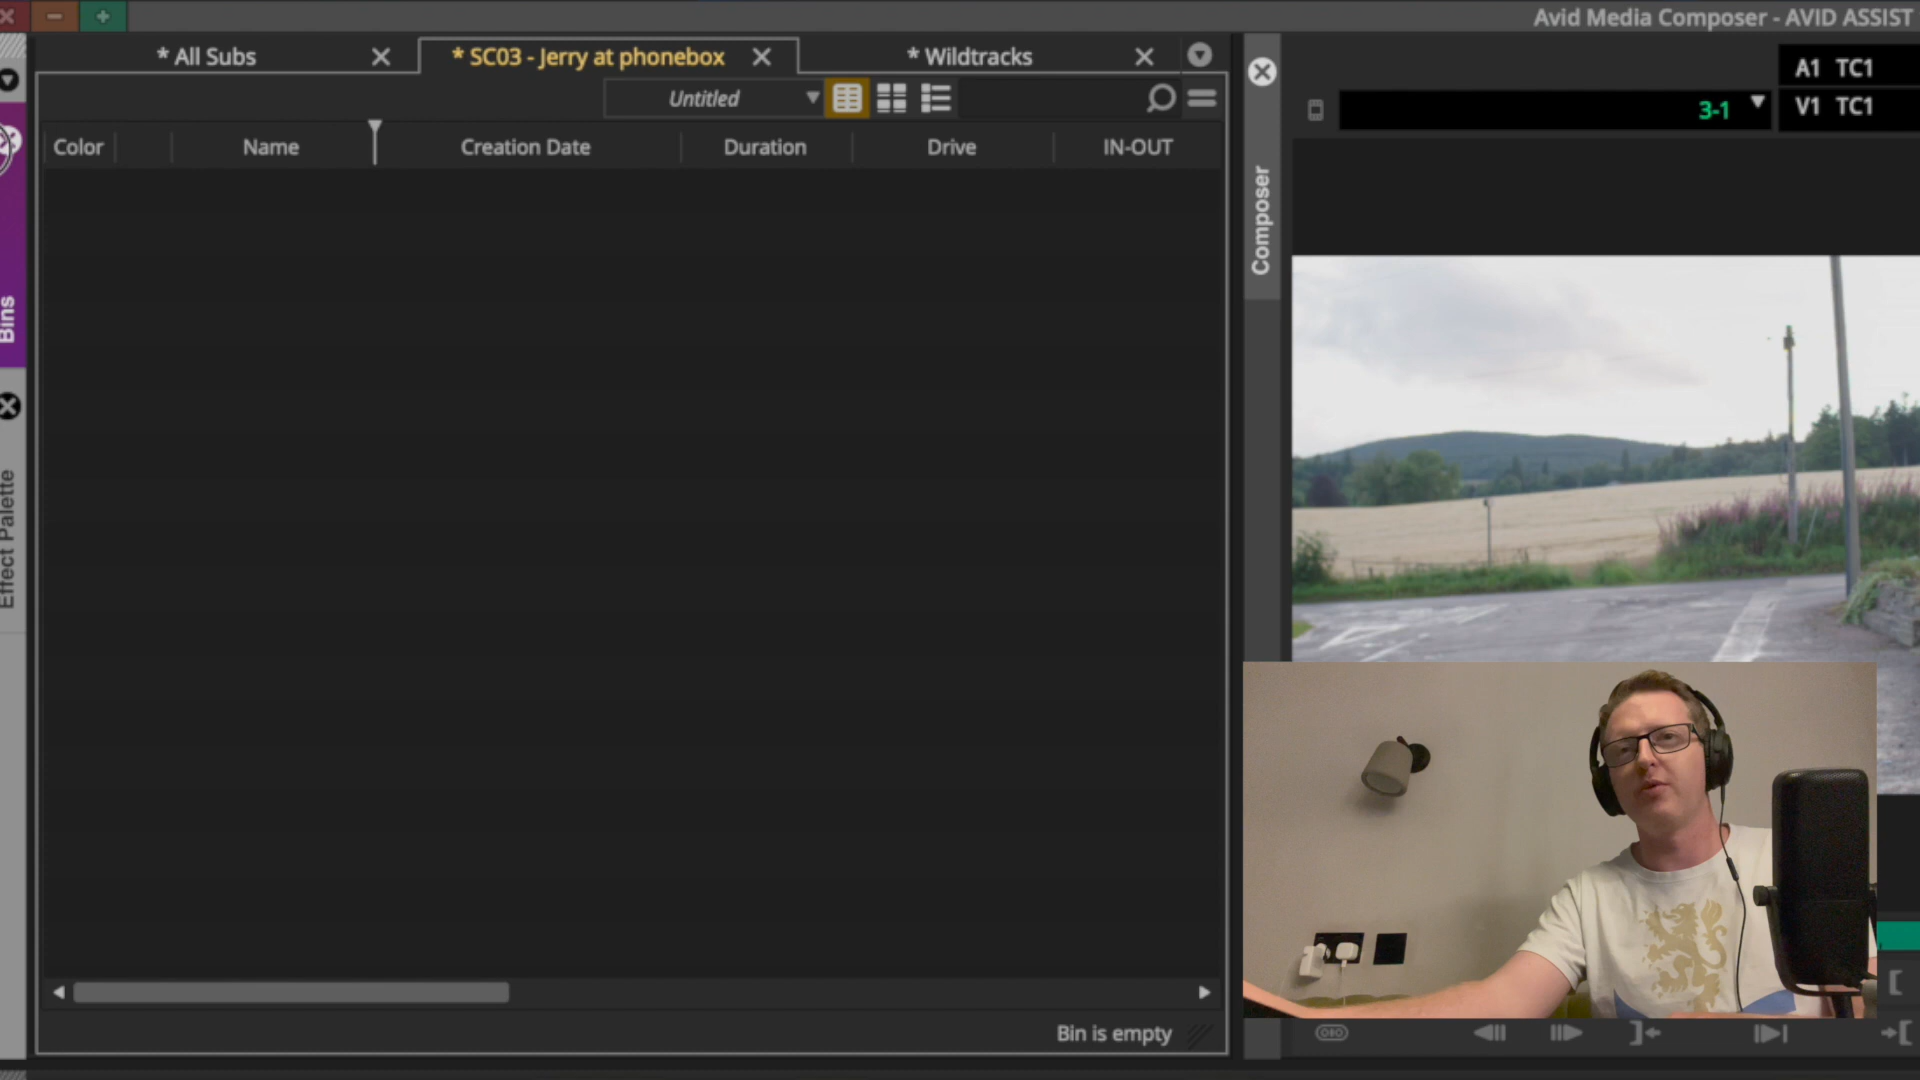 Avid Media Composer - AVID ASSIST
* All Subs
* SC03 - Jerry at phonebox
* Wildtracks
A1 TC1
Untitled
3-1
V1 TC1
Color
Name
Creation Date
Duration
Drive
IN-OUT
Composer
Bins
Effect Palette
Bin is empty